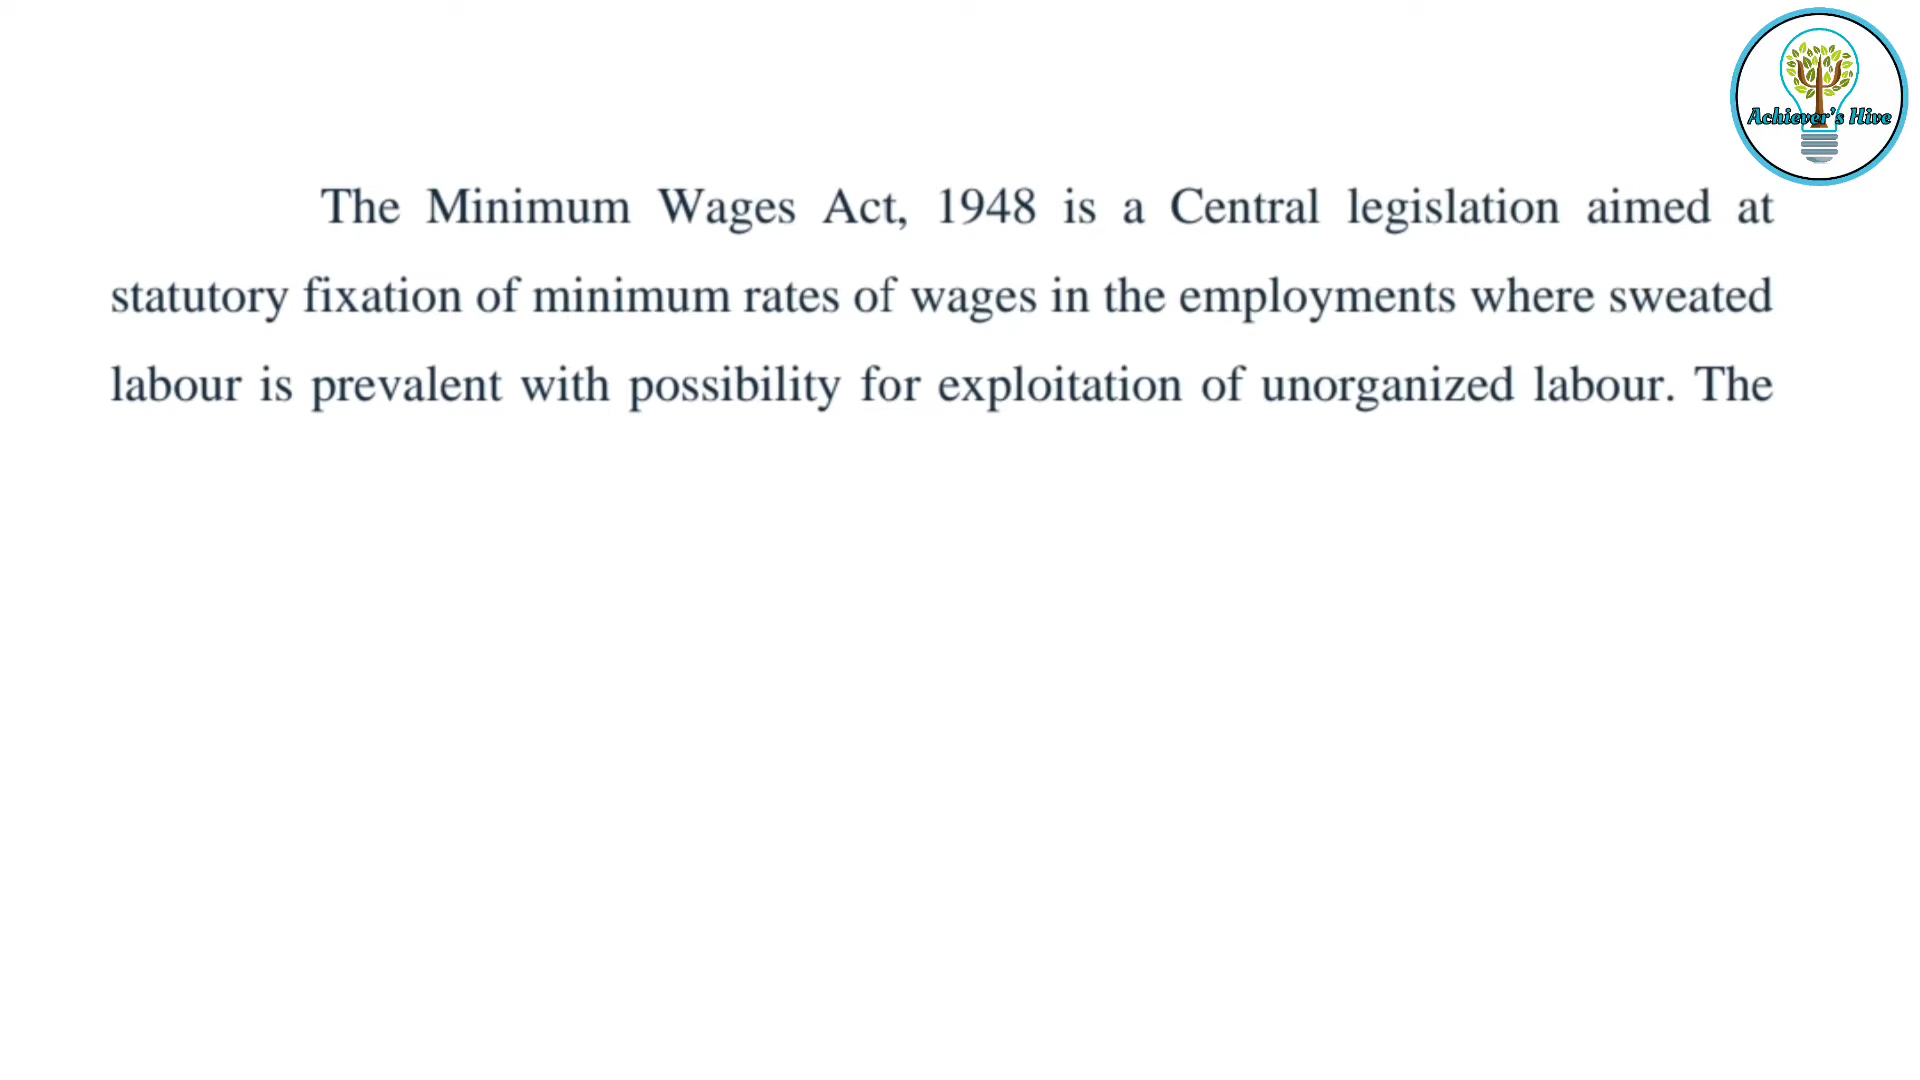 Achiever's Hive
The Minimum Wages Act, 1948 is a Central legislation aimed at
statutory fixation of minimum rates of wages in the employments where sweated
labour is prevalent with possibility for exploitation of unorganized labour. The